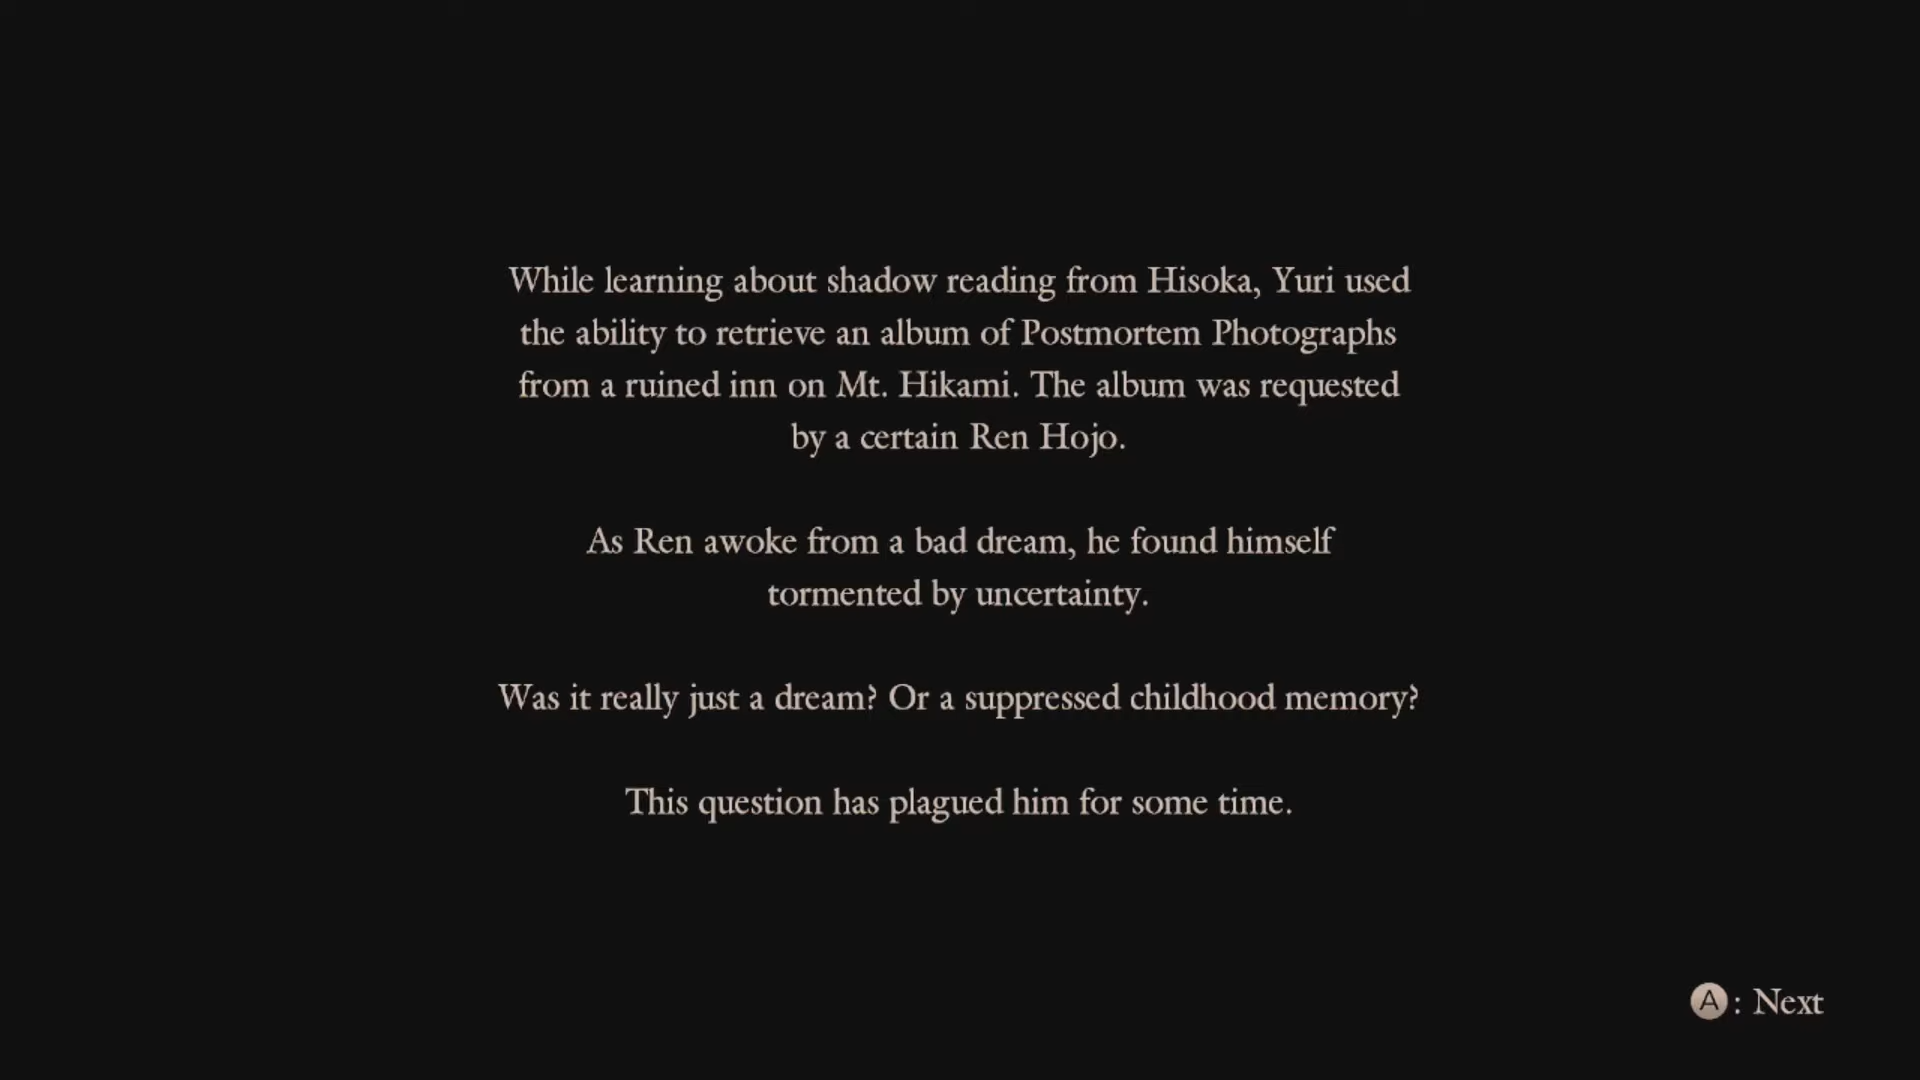 While learning about shadow reading from Hisoka, Yuri used
the ability to retrieve an album of Postmortem Photographs
from a ruined inn on Mt. Hikami. The album was requested
by a certain Ren Hojo.
As Ren awoke from a bad dream, he found himself
tormented by uncertainty.
Was it really just a dream? Or a suppressed childhood memory?
This question has plagued him for some time.
A : Next